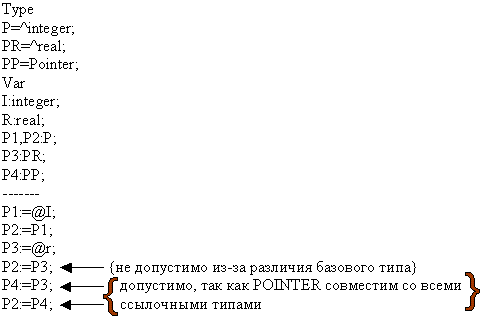 Type
P=^integer;
PR=^real;
PP=Pointer;
Var
I:integer;
R:real;
P1,P2:P;
P3:PR;
P4:PP;
-------
P1:=@I;
P2:=P1;
P3:=@r;
P2:=P3; {не допустимо из-за различия базового типа}
P4:=P3; допустимо, так как POINTER совместим со всеми
P2:=P4; ссылочными типами